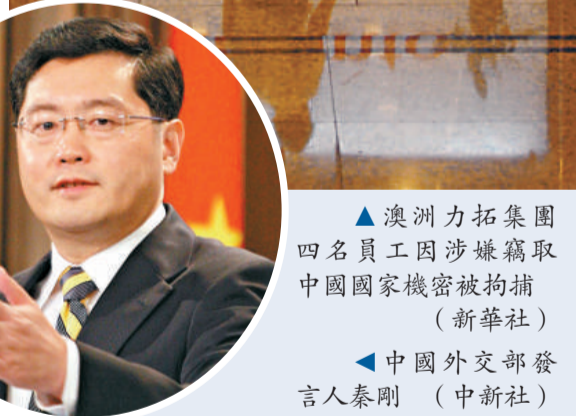 ▲澳洲力拓集團
四名員工因涉嫌竊取
中國國家機密被拘捕
（新華社）
◀中國外交部發
言人秦剛　（中新社）